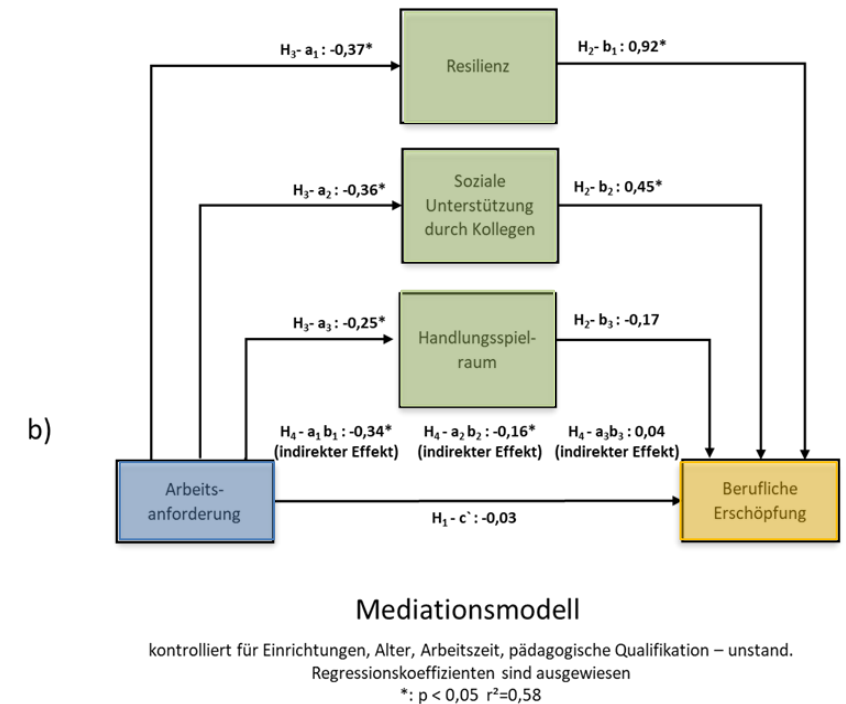 H₃- a₁ : -0,37*
Resilienz
H₂- b₁ : 0,92*
H₃- a₂ : -0,36*
Soziale
Unterstützung
durch Kollegen
H₂- b₂ : 0,45*
H₃- a₃ : -0,25*
Handlungsspiel-
raum
H₂- b₃ : -0,17
b)
H₄ - a₁ b₁ : -0,34*
(indirekter Effekt)
H₄ - a₂ b₂ : -0,16*
(indirekter Effekt)
H₄ - a₃b₃ : 0,04
(indirekter Effekt)
Arbeits-
anforderung
H₁ - c` : -0,03
Berufliche
Erschöpfung
Mediationsmodell
kontrolliert für Einrichtungen, Alter, Arbeitszeit, pädagogische Qualifikation – unstand.
Regressionskoeffizienten sind ausgewiesen
*: p < 0,05 r²=0,58